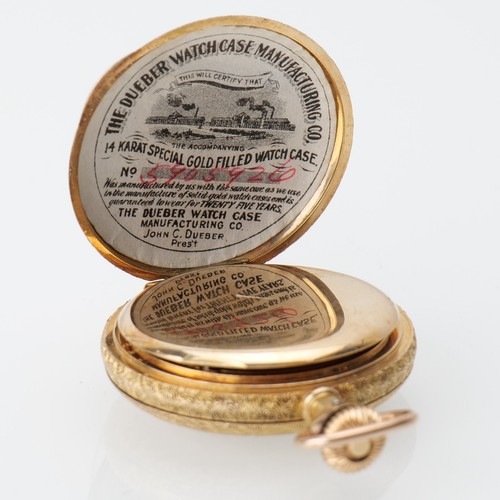 THE DUEBER WATCH CASE MANUFACTURING CO.
THIS WILL CERTIFY THAT
THE ACCOMPANYING
14 KARAT SPECIAL GOLD FILLED WATCH CASE
No 5905926
Was manufactured by us with the same care as we use
in the manufacture of solid gold watch cases and is
guaranteed to wear for TWENTY FIVE YEARS.
THE DUEBER WATCH CASE
MANUFACTURING CO.
JOHN C. DUEBER
Prest